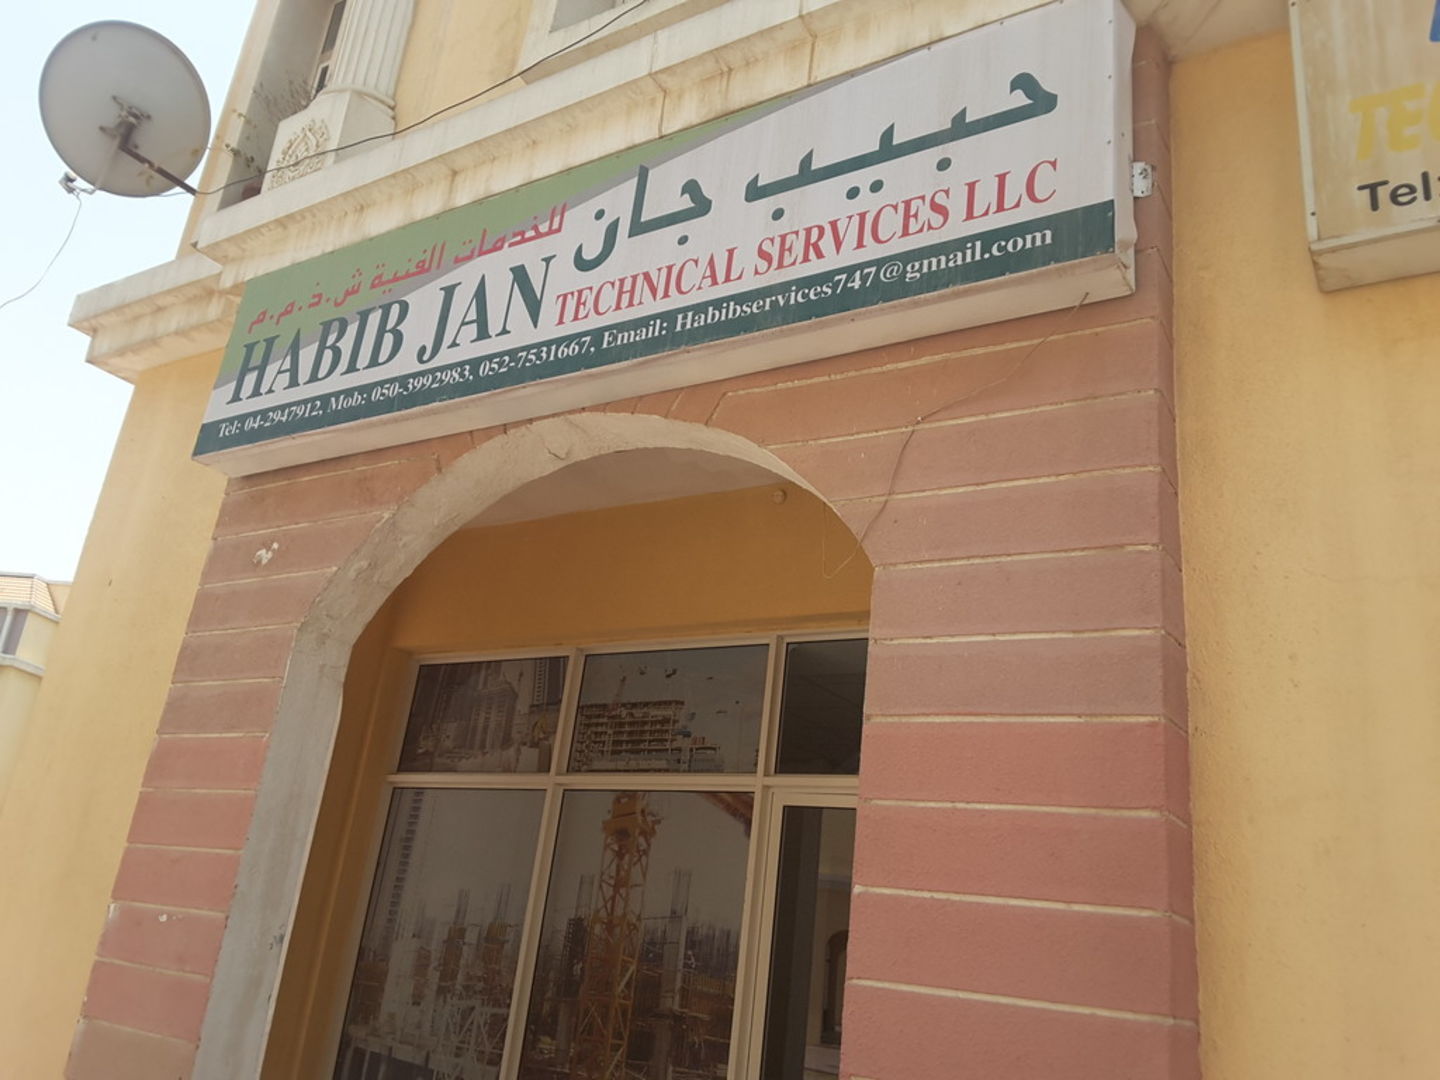 حبيب جان
للخدمات الفنية ش.ذ.م.م
HABIB JAN TECHNICAL SERVICES LLC
Tel: 04-2947912, Mob: 050-3992983, 052-7531667, Email: Habibservices747@gmail.com
Tel: